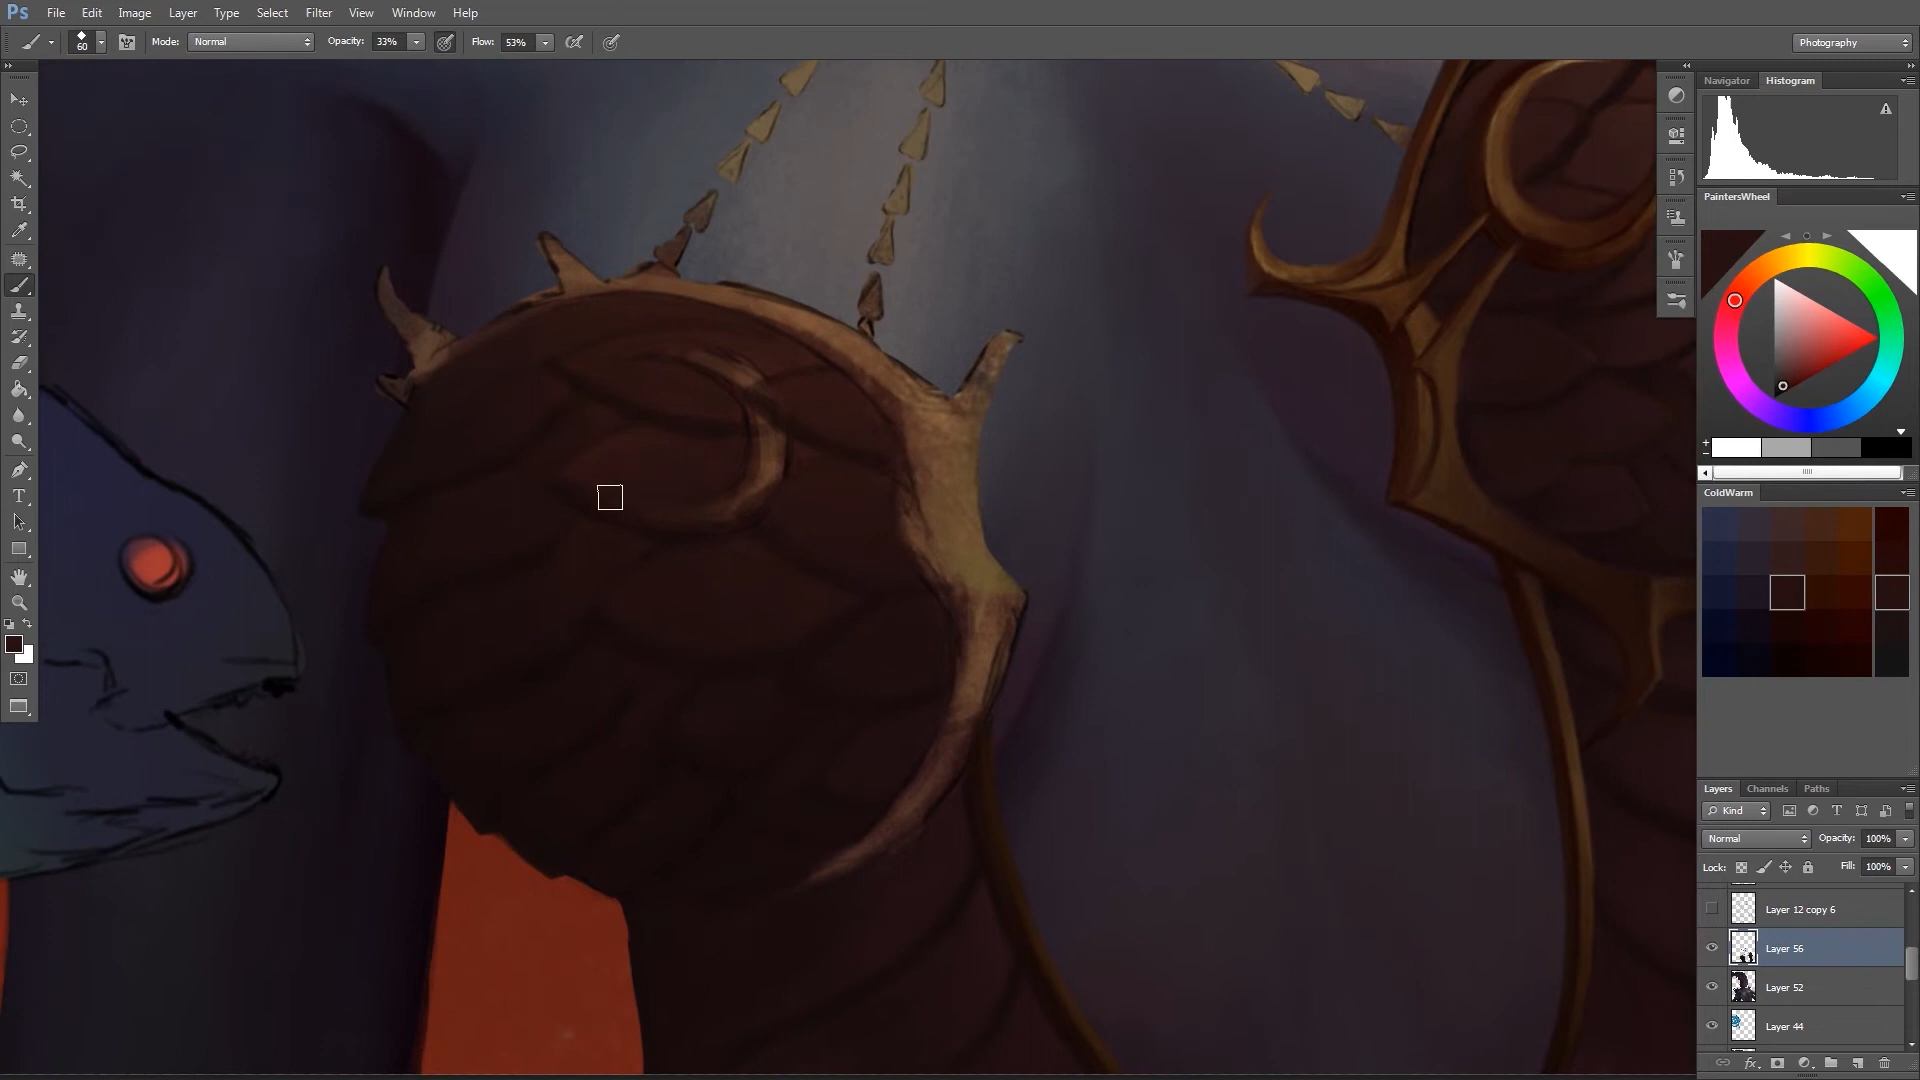 Ps File Edit Image Layer Type Select Filter View Window Help
60 Mode: Normal Opacity: 33% Flow: 53% Photography
Navigator Histogram
PaintersWheel
ColdWarm
Layers Channels Paths
Kind T
Normal Opacity: 100%
Lock: Fill: 100%
Layer 12 copy 6
Layer 56
Layer 52
Layer 44
fx